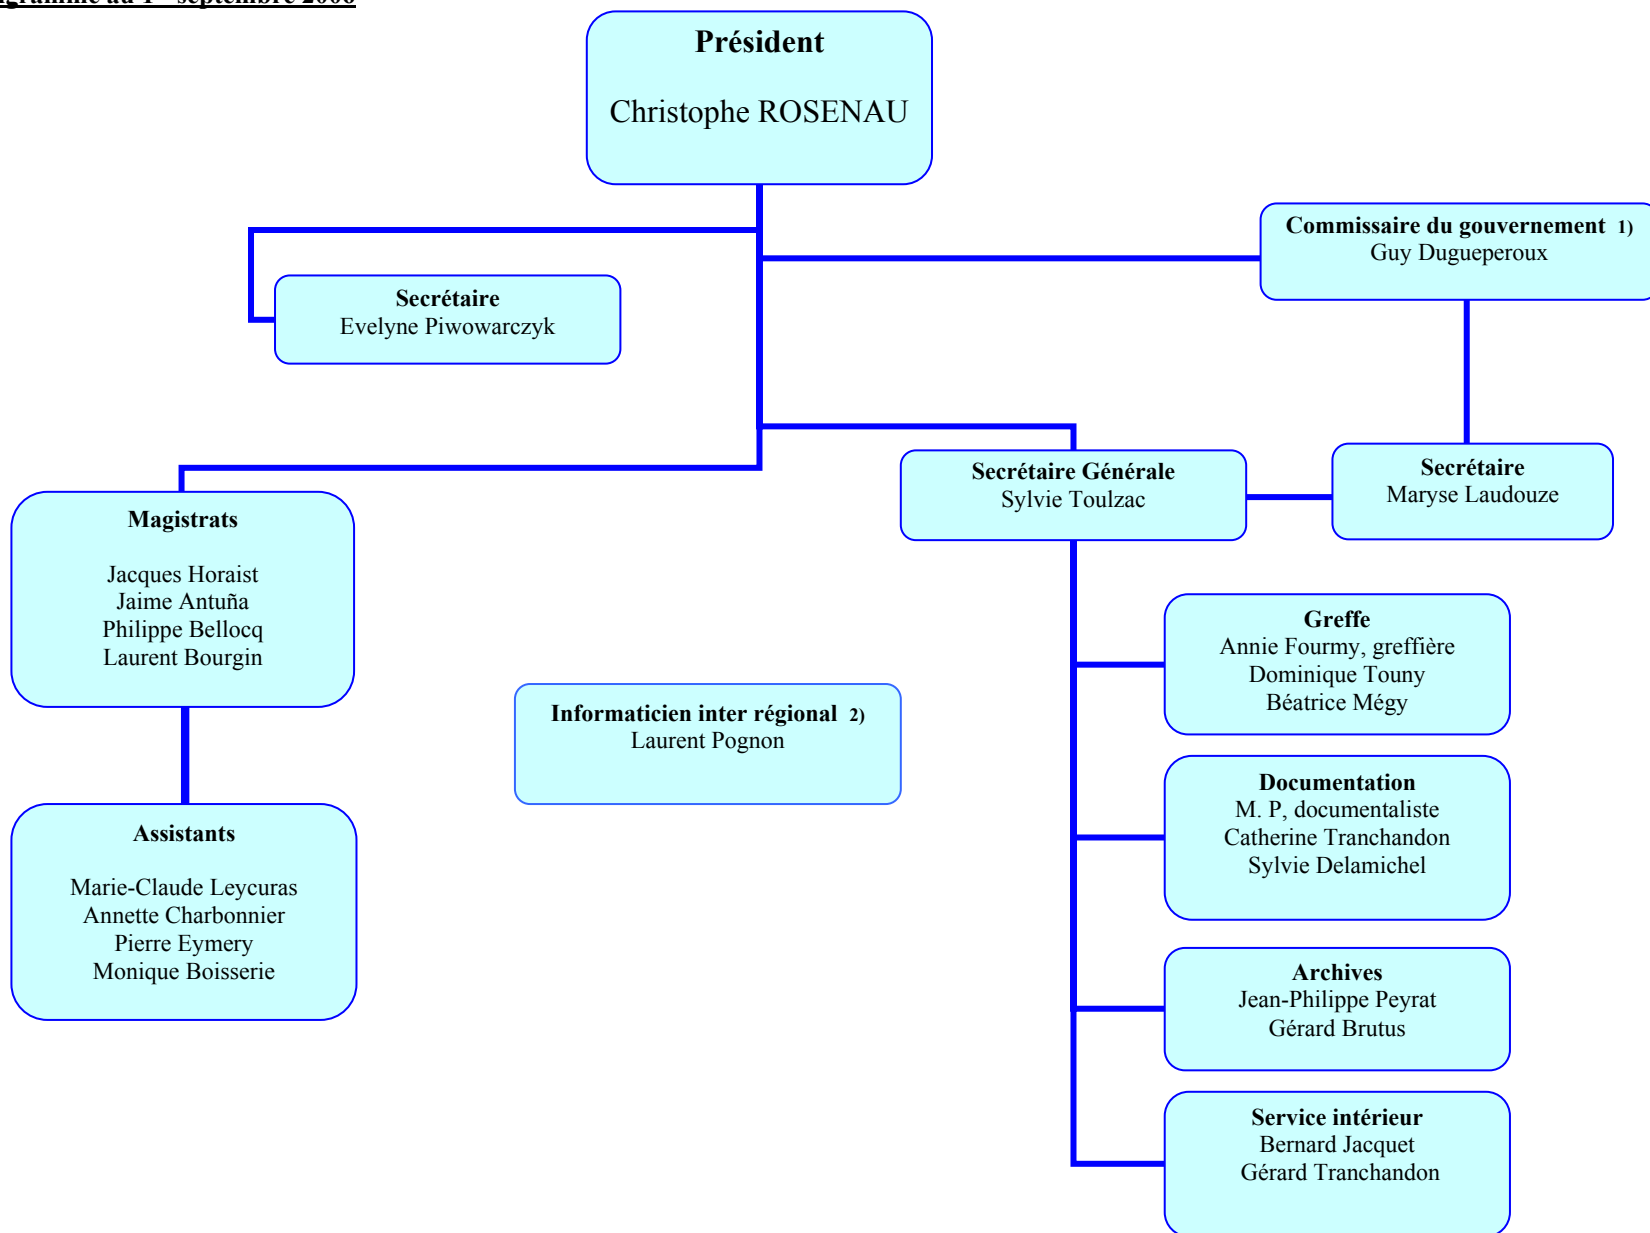 au 1 septembre
Président
Christophe ROSENAU
Commissaire du gouvernement 1)
Guy Dugueperoux
Secrétaire
Evelyne Piwowarczyk
Secrétaire Générale
Sylvie Toulzac
Secrétaire
Maryse Laudouze
Magistrats
Jacques Horaist
Jaime Antuña
Philippe Bellocq
Laurent Bourgin
Greffe
Annie Fourmy, greffière
Dominique Touny
Béatrice Mégy
Informaticien inter régional 2)
Laurent Pognon
Documentation
M. P, documentaliste
Catherine Tranchandon
Sylvie Delamichel
Assistants
Marie-Claude Leycuras
Annette Charbonnier
Pierre Eymery
Monique Boisserie
Archives
Jean-Philippe Peyrat
Gérard Brutus
Service intérieur
Bernard Jacquet
Gérard Tranchandon